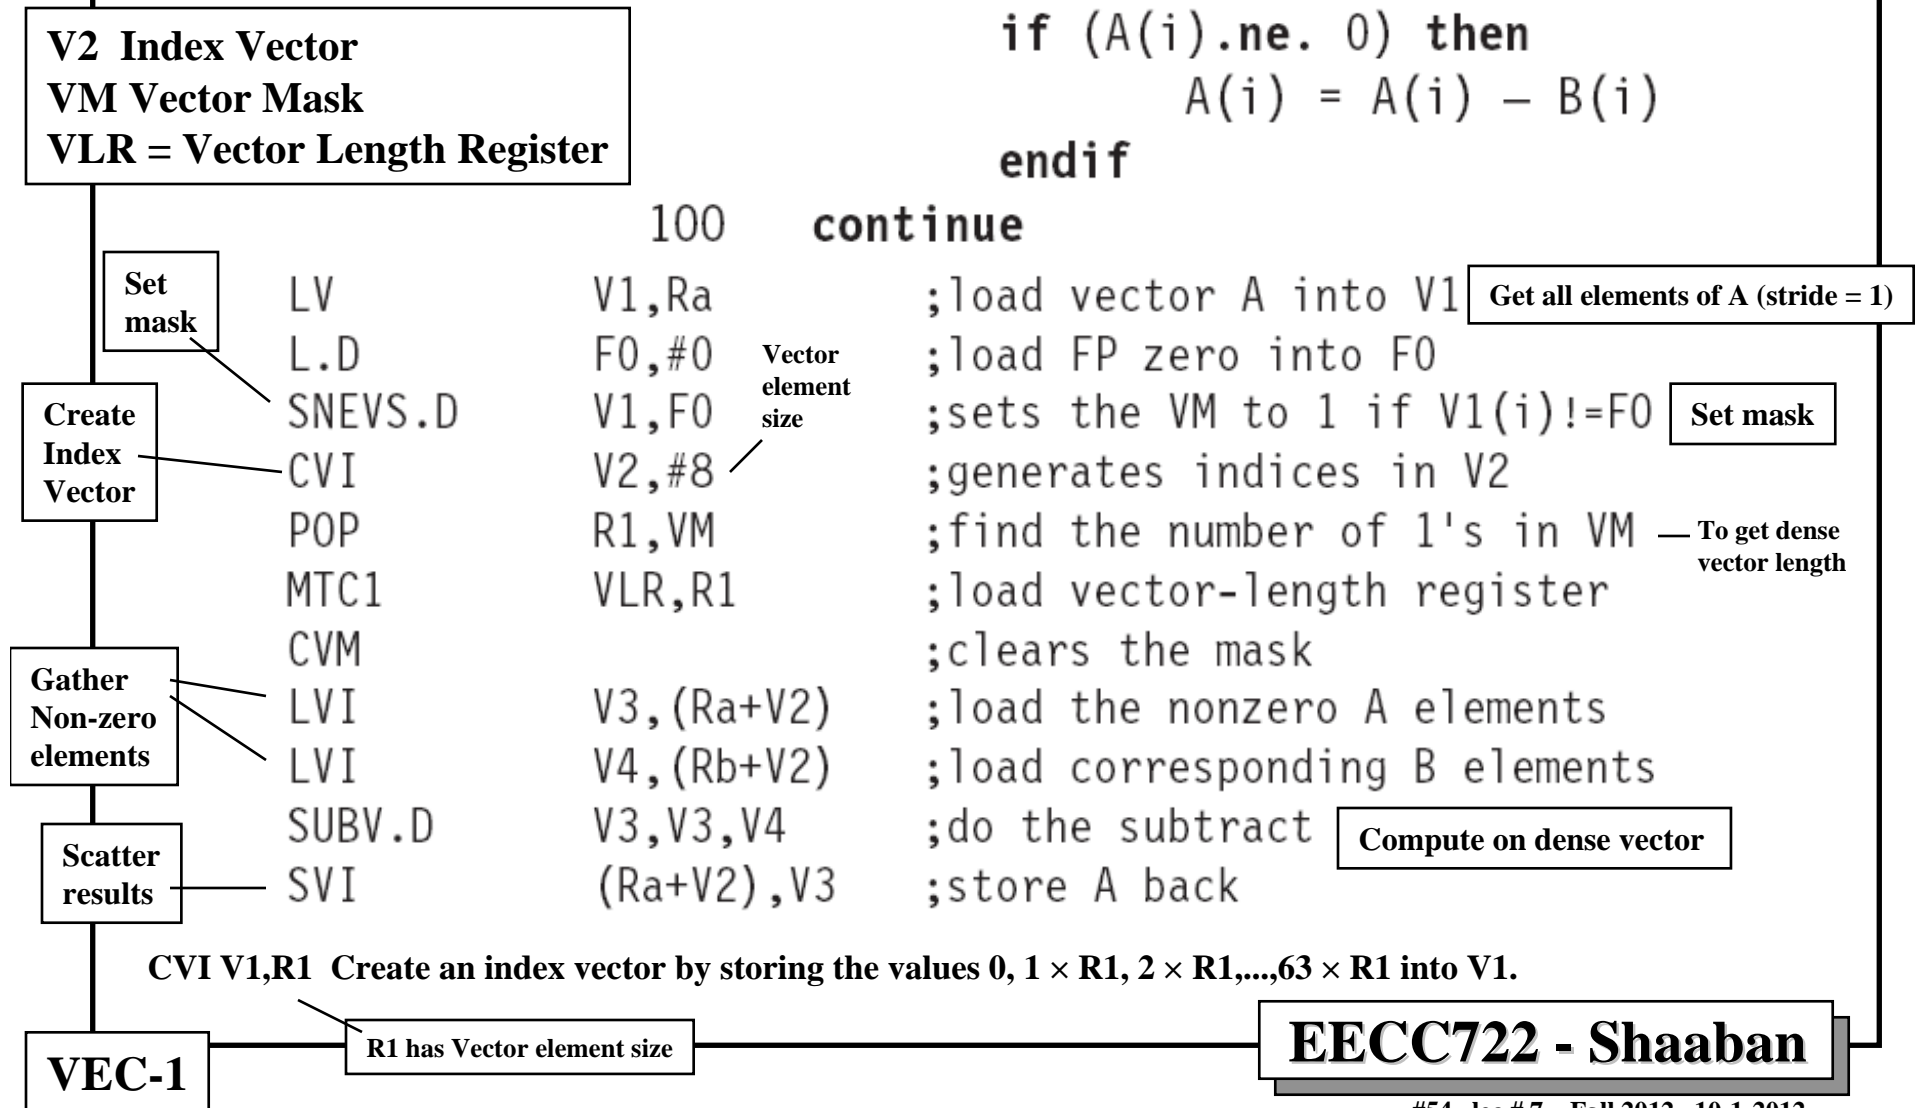 V2 Index Vector
VM Vector Mask
VLR = Vector Length Register
if (A(i).ne. 0) then
A(i) = A(i) – B(i)
endif
100 continue
Set
mask
LV V1,Ra ;load vector A into V1
Get all elements of A (stride = 1)
L.D F0,#0 ;load FP zero into F0
Vector
element
size
SNEVS.D V1,F0 ;sets the VM to 1 if V1(i)!=F0
Set mask
Create
Index
Vector
CVI V2,#8 ;generates indices in V2
POP R1,VM ;find the number of 1's in VM
To get dense
vector length
MTC1 VLR,R1 ;load vector-length register
CVM ;clears the mask
Gather
Non-zero
elements
LVI V3,(Ra+V2) ;load the nonzero A elements
LVI V4,(Rb+V2) ;load corresponding B elements
SUBV.D V3,V3,V4 ;do the subtract
Compute on dense vector
Scatter
results
SVI (Ra+V2),V3 ;store A back
CVI V1,R1 Create an index vector by storing the values 0, 1 × R1, 2 × R1,...,63 × R1 into V1.
R1 has Vector element size
VEC-1
EECC722 - Shaaban
#54 lec # 7 Fall 2012 10-1-2012